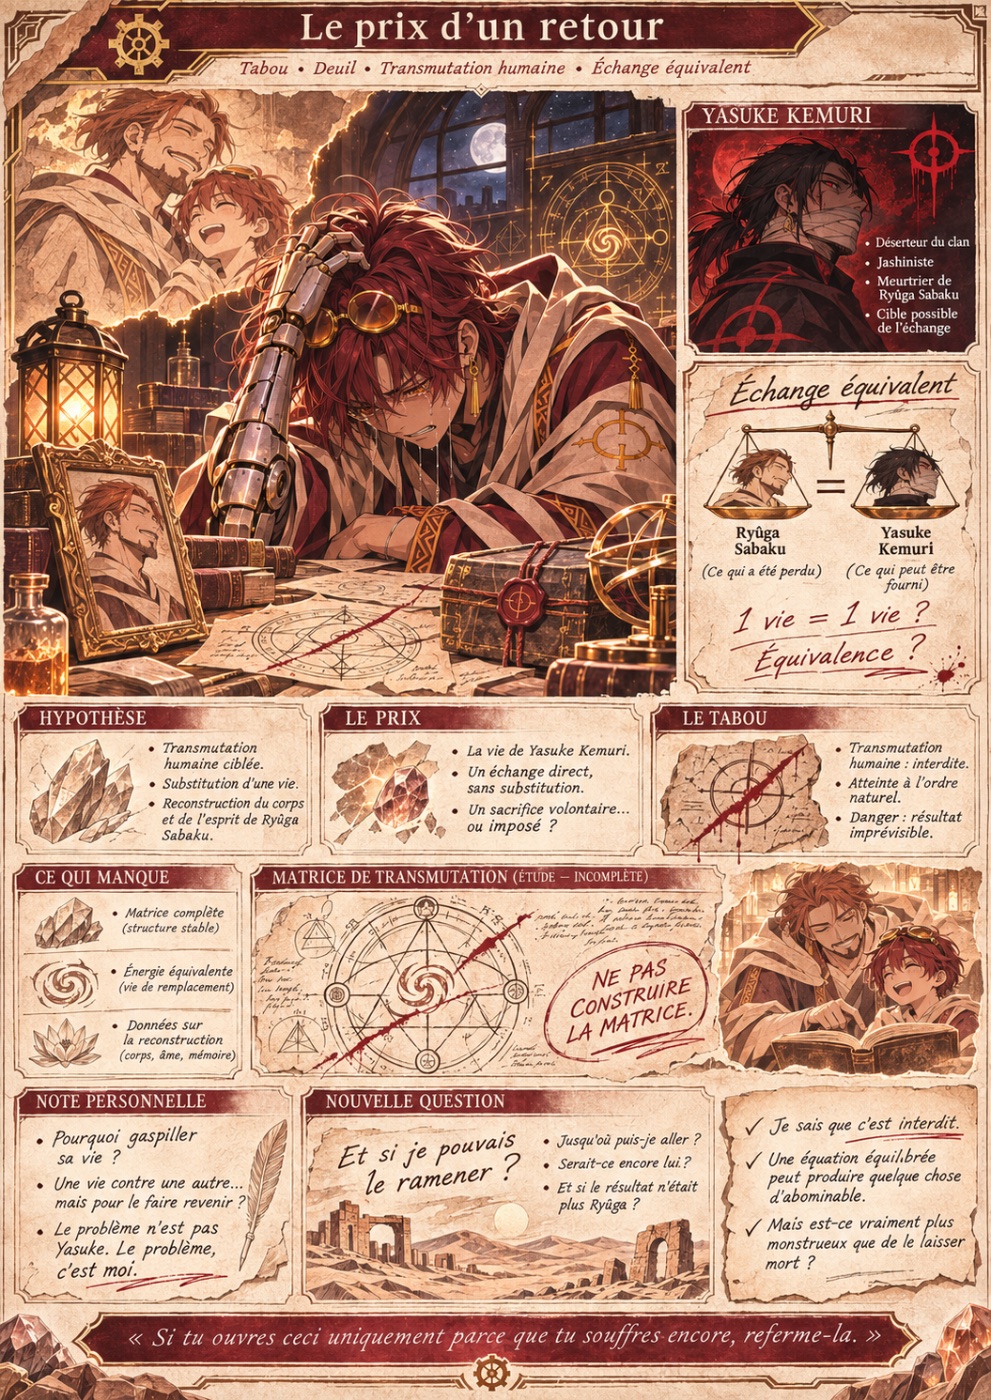 Le prix d'un retour
Tabou • Deuil • Transmutation humaine • Échange équivalent
YASUKE KEMURI
• Déserteur du clan
• Jashiniste
• Meurtrier de
Ryûga Sabaku
• Cible possible
de l'échange
Échange équivalent
=
Ryûga
Sabaku
(Ce qui a été perdu)
Yasuke
Kemuri
(Ce qui peut être
fourni)
1 vie = 1 vie ?
Équivalence ?
HYPOTHÈSE
• Transmutation
humaine ciblée.
• Substitution d'une vie.
• Reconstruction du corps
et de l'esprit de Ryûga
Sabaku.
LE PRIX
• La vie de Yasuke Kemuri.
• Un échange direct,
sans substitution.
• Un sacrifice volontaire...
ou imposé ?
LE TABOU
• Transmutation
humaine : interdite.
• Atteinte à l'ordre
naturel.
• Danger : résultat
imprévisible.
CE QUI MANQUE
• Matrice complète
(structure stable)
• Énergie équivalente
(vie de remplacement)
• Données sur
la reconstruction
(corps, âme, mémoire)
MATRICE DE TRANSMUTATION (ÉTUDE – INCOMPLÈTE)
NE PAS
CONSTRUIRE
LA MATRICE.
NOTE PERSONNELLE
• Pourquoi gaspiller
sa vie ?
• Une vie contre une autre...
mais pour le faire revenir ?
• Le problème n'est pas
Yasuke. Le problème,
c'est moi.
NOUVELLE QUESTION
Et si je pouvais
le ramener ?
• Jusqu'où puis-je aller ?
• Serait-ce encore lui ?
• Et si le résultat n'était
plus Ryûga ?
✓ Je sais que c'est interdit.
✓ Une équation équilibrée
peut produire quelque chose
d'abominable.
✓ Mais est-ce vraiment plus
monstrueux que de le laisser
mort ?
« Si tu ouvres ceci uniquement parce que tu souffres encore, referme-la. »